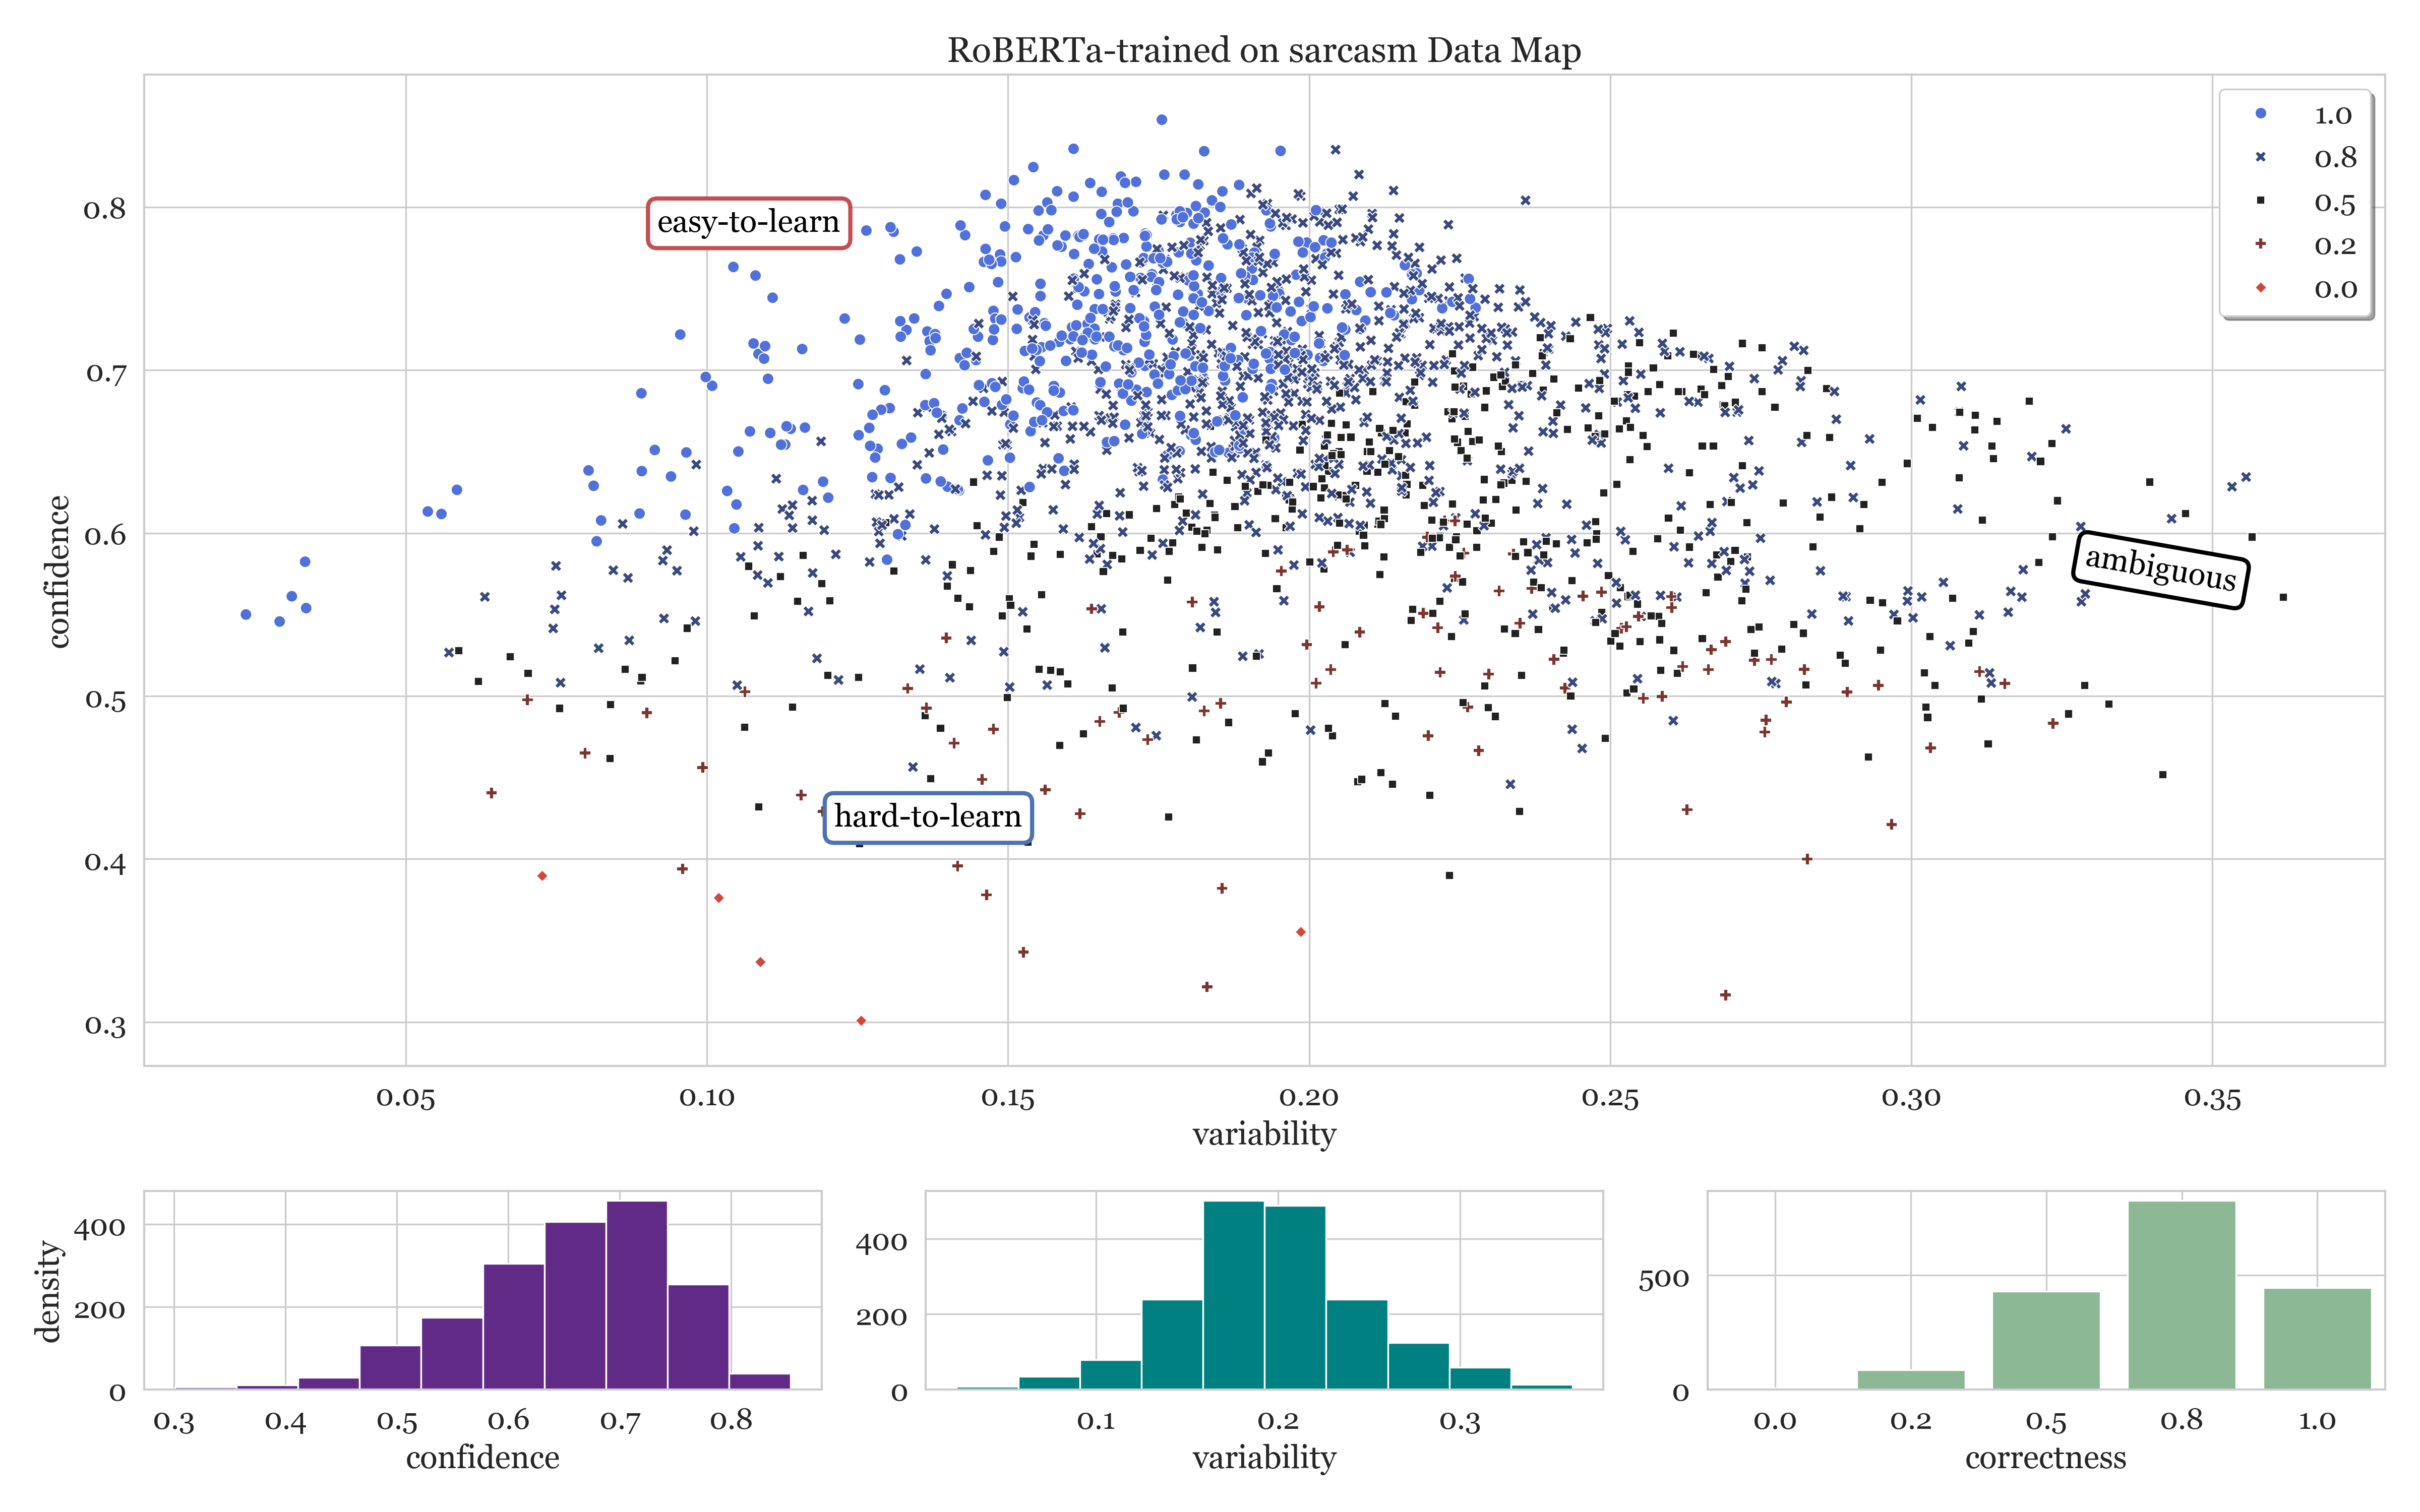 RoBERTa-trained on sarcasm Data Map
1.0
0.8
0.5
0.2
0.0
easy-to-learn
ambiguous
hard-to-learn
confidence
0.8
0.7
0.6
0.5
0.4
0.3
0.05 0.10 0.15 0.20 0.25 0.30 0.35
variability
density
400
200
0
0.3 0.4 0.5 0.6 0.7 0.8
confidence
400
200
0
0.1 0.2 0.3
variability
500
0
0.0 0.2 0.5 0.8 1.0
correctness